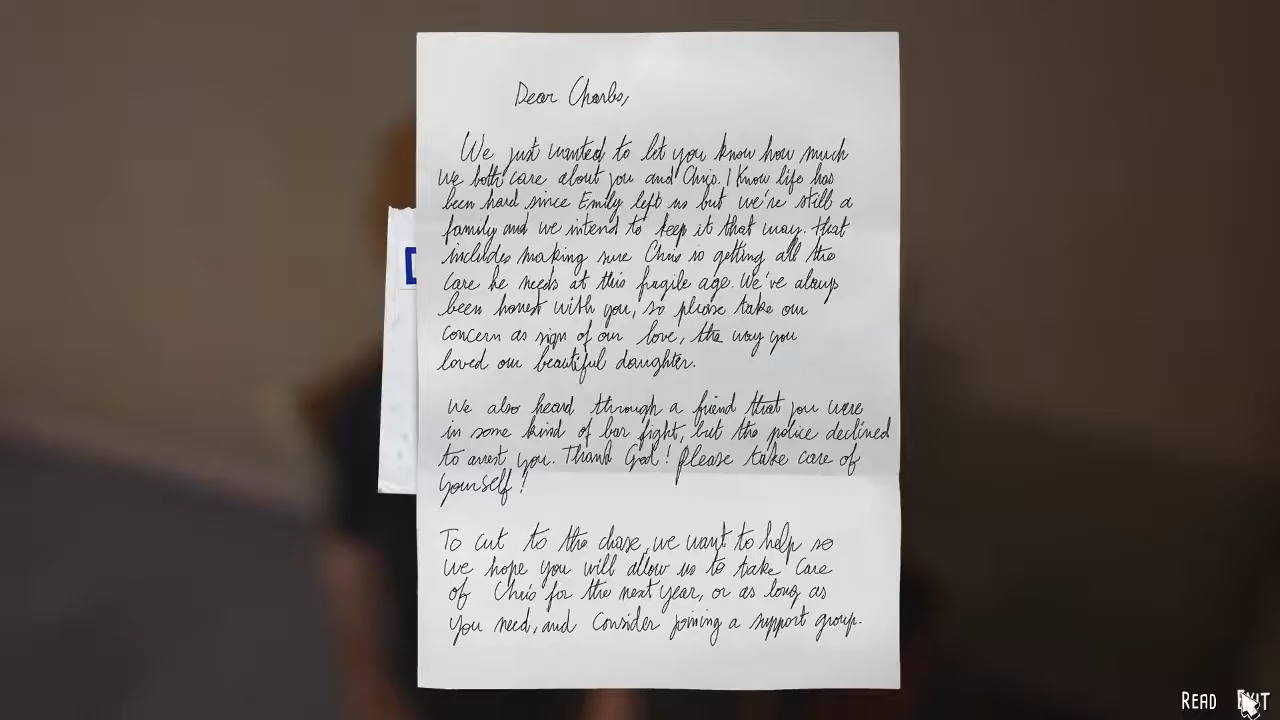 Dear Charles,
We just wanted to let you know how much
we both care about you and Chris. I know life has
been hard since Emily left us but we're still a
family and we intend to keep it that way. That
includes making sure Chris is getting all the
care he needs at this fragile age. We've always
been honest with you, so please take our
concern as sign of our love, the way you
loved our beautiful daughter.
We also heard through a friend that you were
in some kind of bar fight, but the police declined
to arrest you. Thank God! please take care of
yourself!
To cut to the chase, we want to help so
we hope you will allow us to take care
of Chris for the next year, or as long as
you need, and consider joining a support group.
READ EXIT